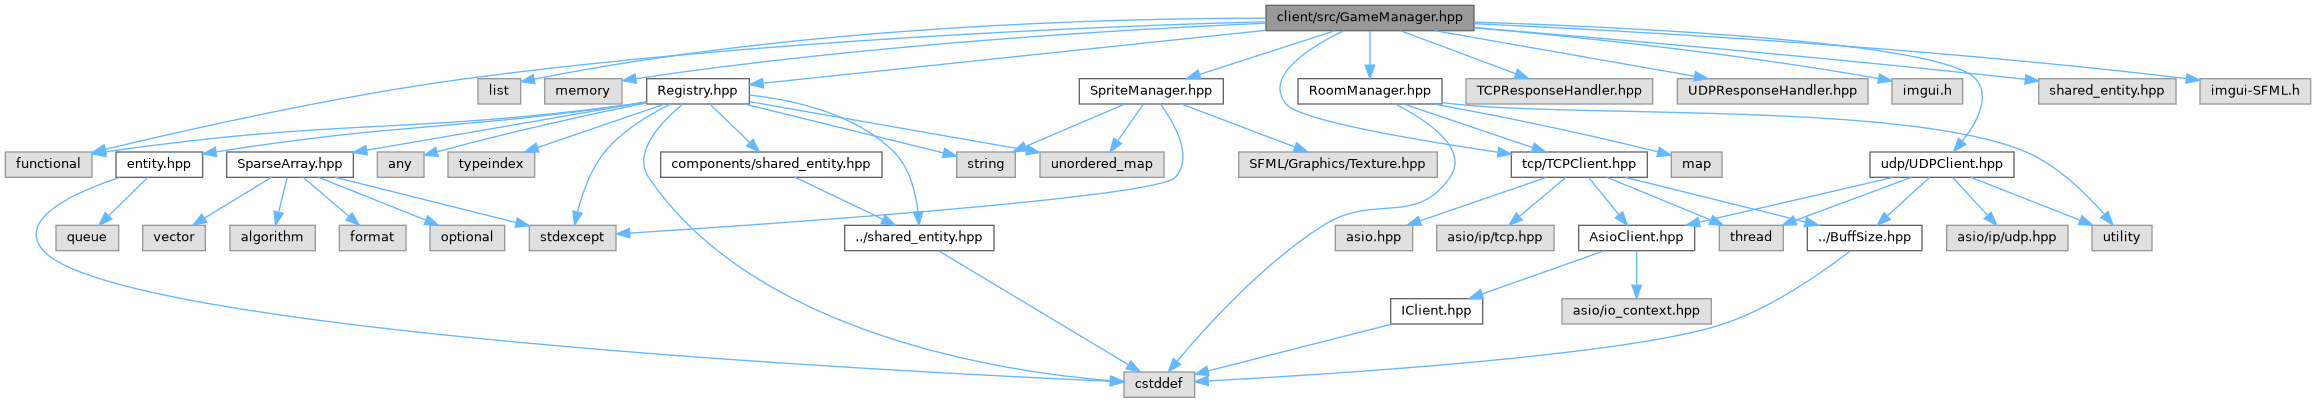 client/src/GameManager.hpp
list
memory
Registry.hpp
SpriteManager.hpp
RoomManager.hpp
TCPResponseHandler.hpp
UDPResponseHandler.hpp
imgui.h
shared_entity.hpp
imgui-SFML.h
functional
entity.hpp
SparseArray.hpp
any
typeindex
components/shared_entity.hpp
string
unordered_map
SFML/Graphics/Texture.hpp
tcp/TCPClient.hpp
map
udp/UDPClient.hpp
queue
vector
algorithm
format
optional
stdexcept
../shared_entity.hpp
asio.hpp
asio/ip/tcp.hpp
AsioClient.hpp
thread
../BuffSize.hpp
asio/ip/udp.hpp
utility
IClient.hpp
asio/io_context.hpp
cstddef